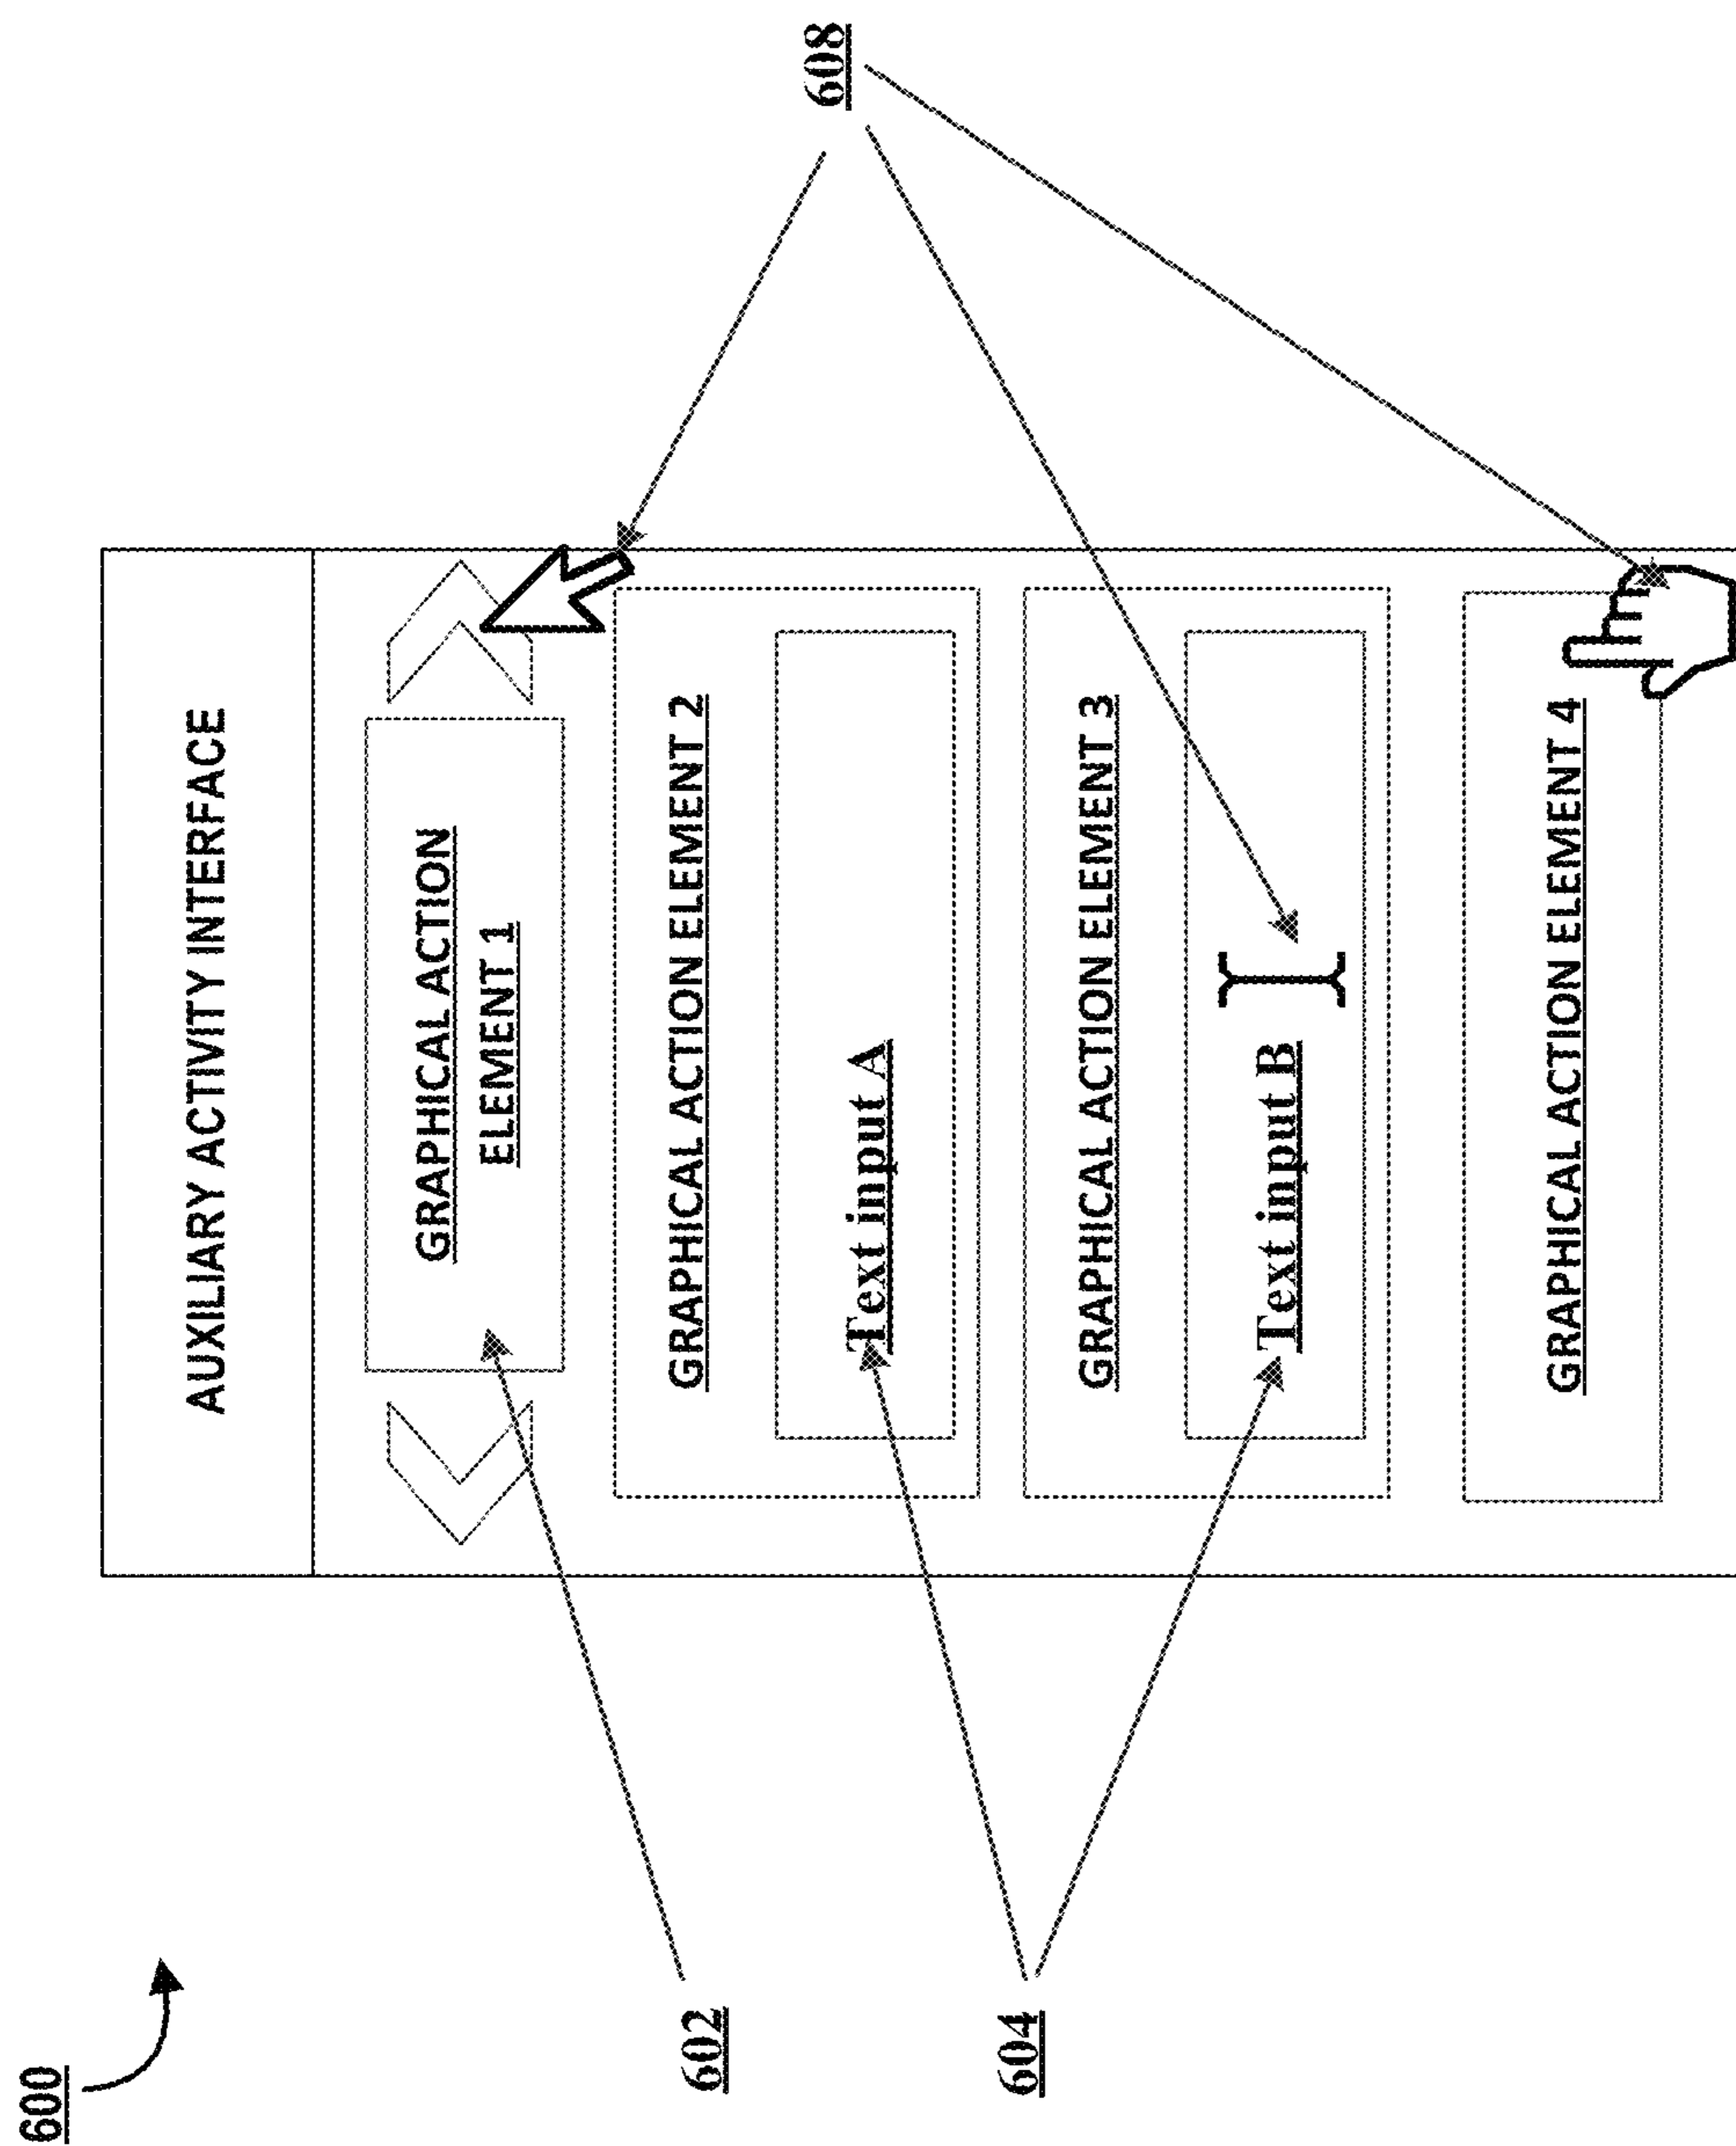 600
AUXILIARY ACTIVITY INTERFACE
GRAPHICAL ACTION
ELEMENT 1
602
GRAPHICAL ACTION ELEMENT 2
Text input A
608
604
GRAPHICAL ACTION ELEMENT 3
Text input B
GRAPHICAL ACTION ELEMENT 4